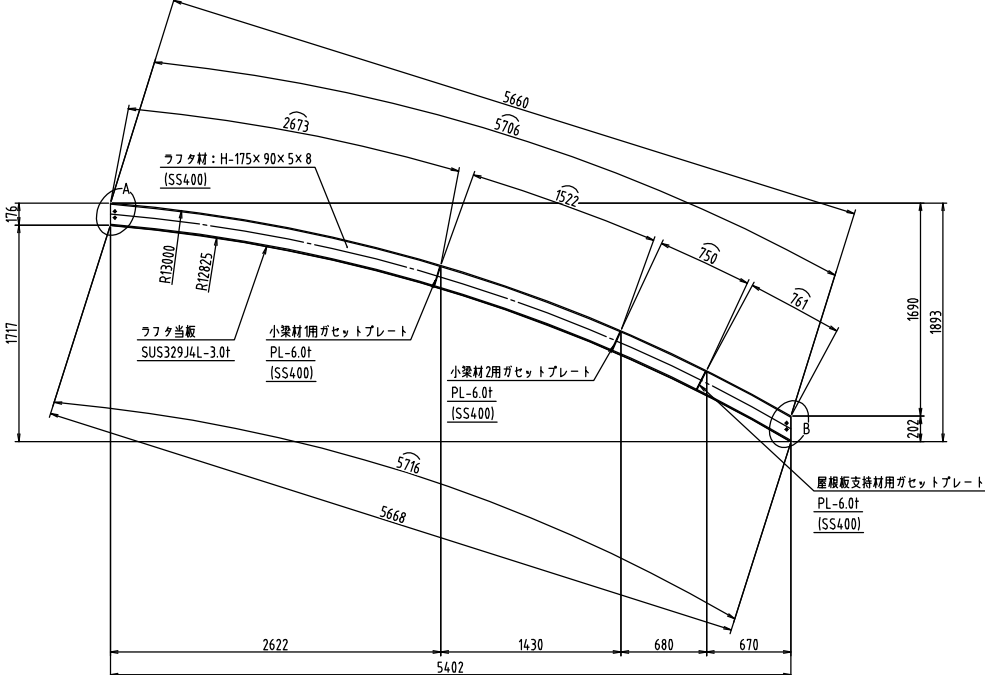 5660
5706
2673
ラフタ材：H-175×90×5×8
(SS400)
1522
750
761
A
176
R13000
R12825
1717
1690
1893
ラフタ当板
SUS329J4L-3.0t
小梁材1用ガセットプレート
PL-6.0t
(SS400)
小梁材2用ガセットプレート
PL-6.0t
(SS400)
B
202
屋根板支持材用ガセットプレート
PL-6.0t
(SS400)
5716
5668
2622
1430
680
670
5402